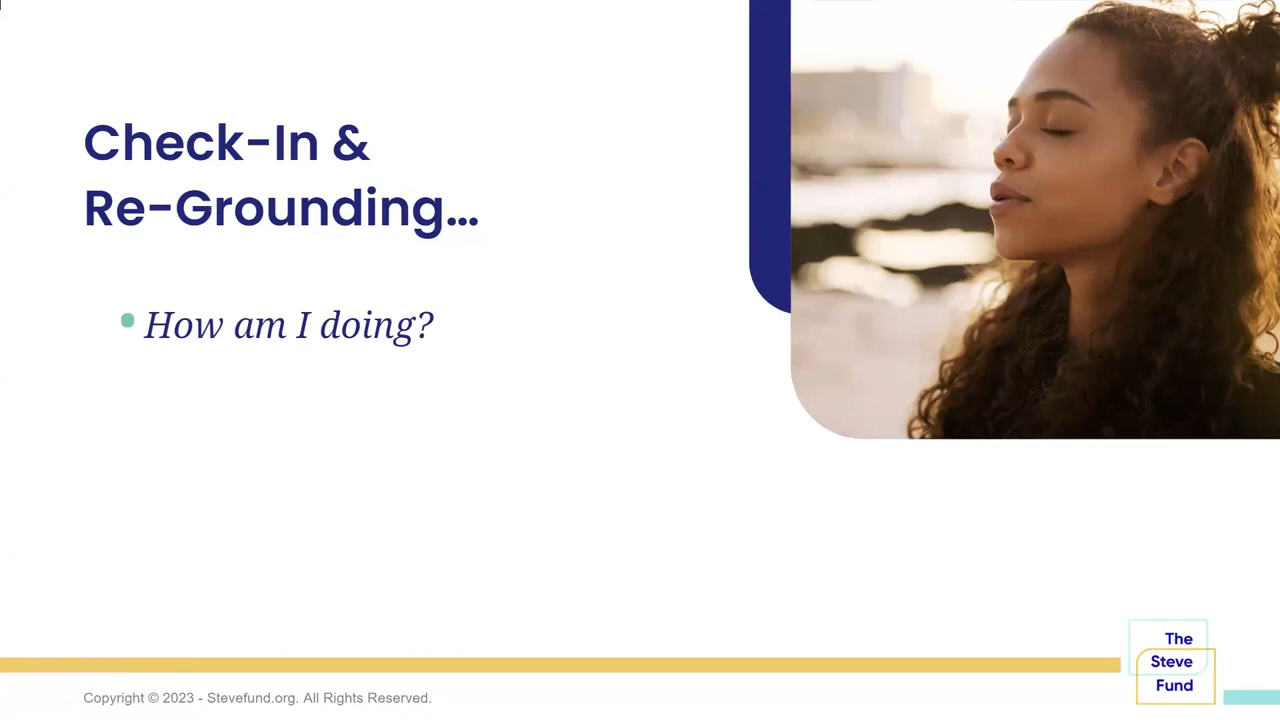 Check-In &
Re-Grounding...
• How am I doing?
The
Steve
Fund
Copyright © 2023 - Stevefund.org. All Rights Reserved.